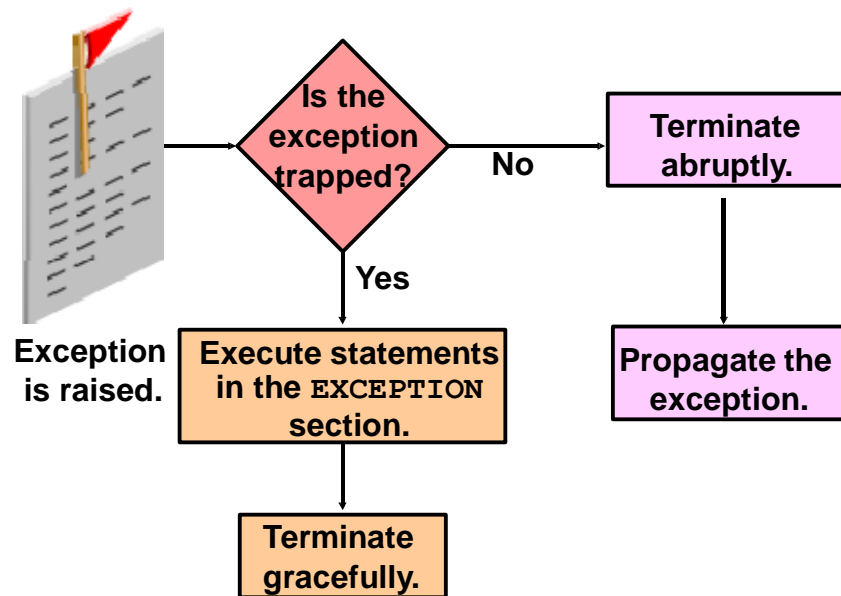 Is the
exception
trapped?
No
Terminate
abruptly.
Yes
Exception
is raised.
Execute statements
in the EXCEPTION
section.
Propagate the
exception.
Terminate
gracefully.